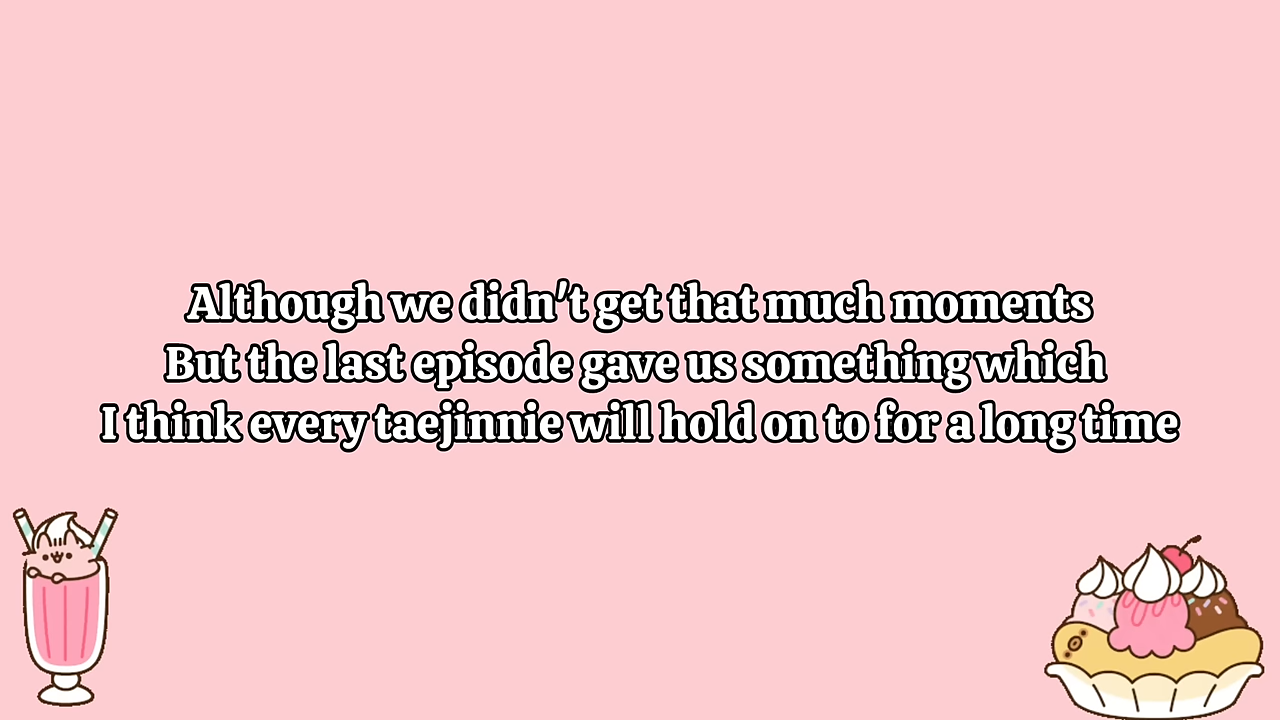 Although we didn't get that much moments
But the last episode gave us something which
I think every taejinnie will hold on to for a long time